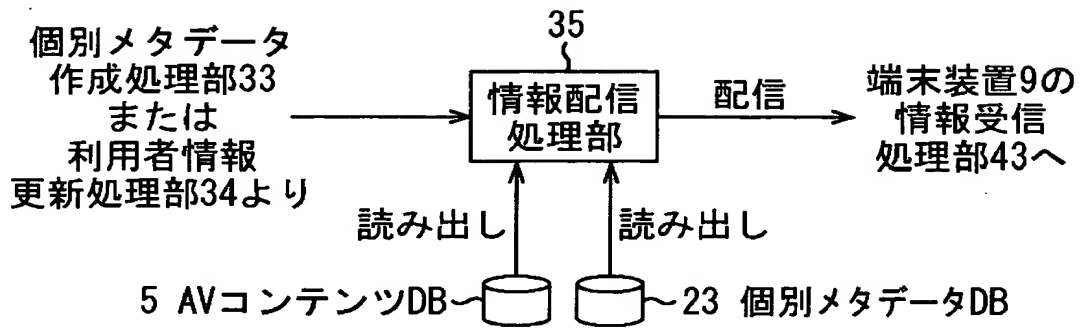 35
個別メタデータ
作成処理部33
または
利用者情報
更新処理部34より
情報配信
処理部
配信
端末装置9の
情報受信
処理部43へ
読み出し
読み出し
5 AVコンテンツDB
23 個別メタデータDB